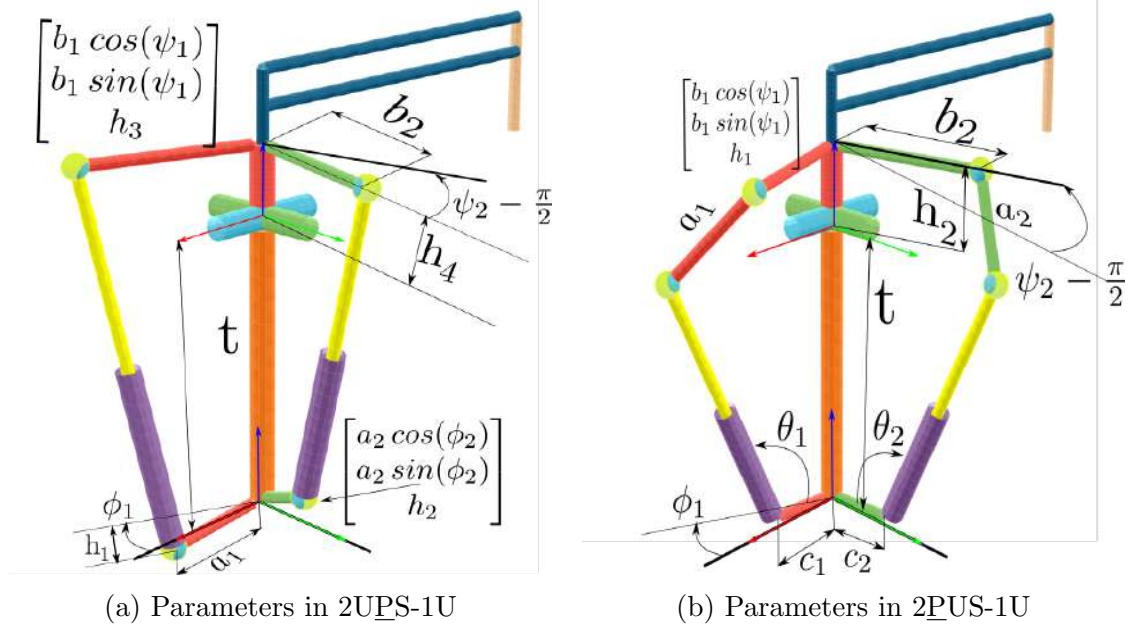 b₁ cos(ψ₁)
b₁ sin(ψ₁)
h₃
b₂
ψ₂ − π/2
h₄
t
a₂ cos(ϕ₂)
a₂ sin(ϕ₂)
h₂
ϕ₁
h₁
a₁
(a) Parameters in 2UPS-1U
b₁ cos(ψ₁)
b₁ sin(ψ₁)
h₁
b₂
a₁
h₂
a₂
ψ₂ − π/2
t
θ₁
θ₂
ϕ₁
c₁
c₂
(b) Parameters in 2PUS-1U